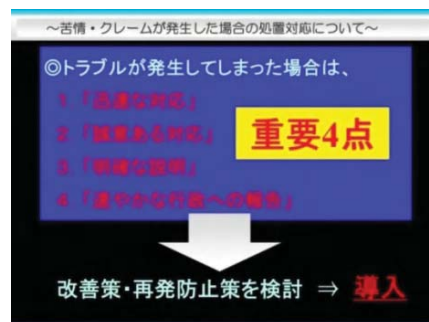 ～苦情・クレームが発生した場合の処置対応について～
◎トラブルが発生してしまった場合は、
1.「迅速な対応」
2.「誠意ある対応」
3.「明確な説明」
4.「速やかな行政への報告」
重要4点
改善策・再発防止策を検討 ⇒ 導入